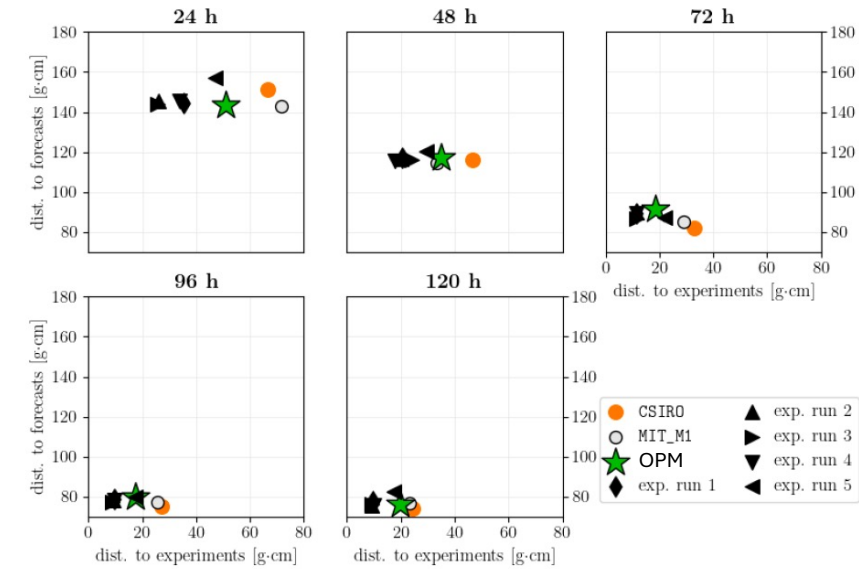 24 h
48 h
72 h
180
160
140
120
100
80
dist. to forecasts [g·cm]
180
160
140
120
100
80
0 20 40 60 80
dist. to experiments [g·cm]
96 h
120 h
180
160
140
120
100
80
dist. to forecasts [g·cm]
180
160
140
120
100
80
0 20 40 60 80
dist. to experiments [g·cm]
0 20 40 60 80
dist. to experiments [g·cm]
CSIRO
MIT_M1
OPM
exp. run 1
exp. run 2
exp. run 3
exp. run 4
exp. run 5